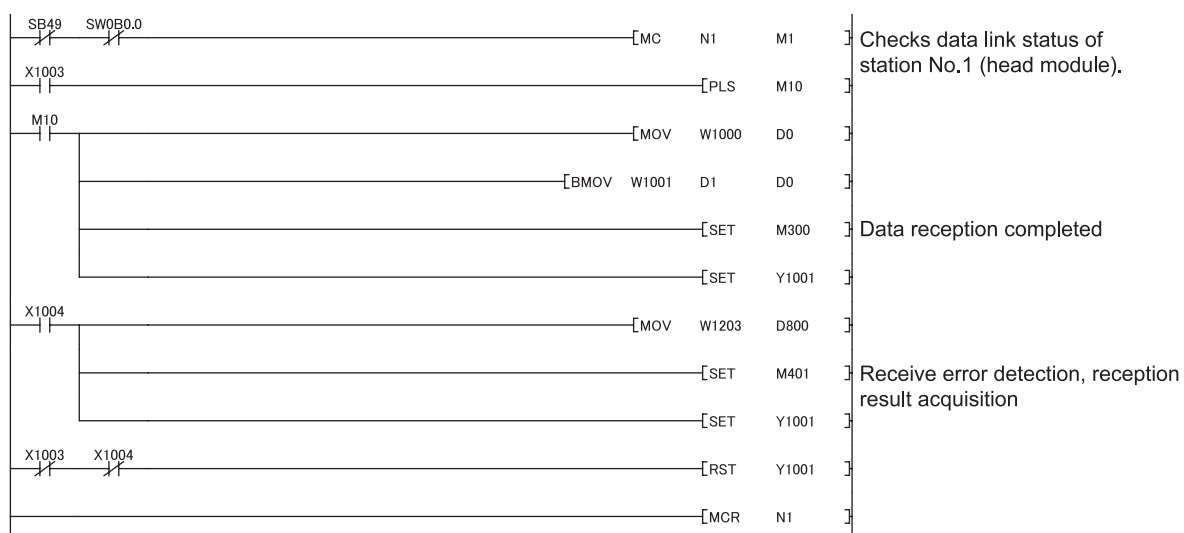 SB49 SW0B0.0
[MC N1 M1 ] Checks data link status of
station No.1 (head module).
X1003
[PLS M10 ]
M10
[MOV W1000 D0 ]
[BMOV W1001 D1 D0 ]
[SET M300 ] Data reception completed
[SET Y1001 ]
X1004
[MOV W1203 D800 ]
[SET M401 ] Receive error detection, reception
result acquisition
[SET Y1001 ]
X1003 X1004
[RST Y1001 ]
[MCR N1 ]